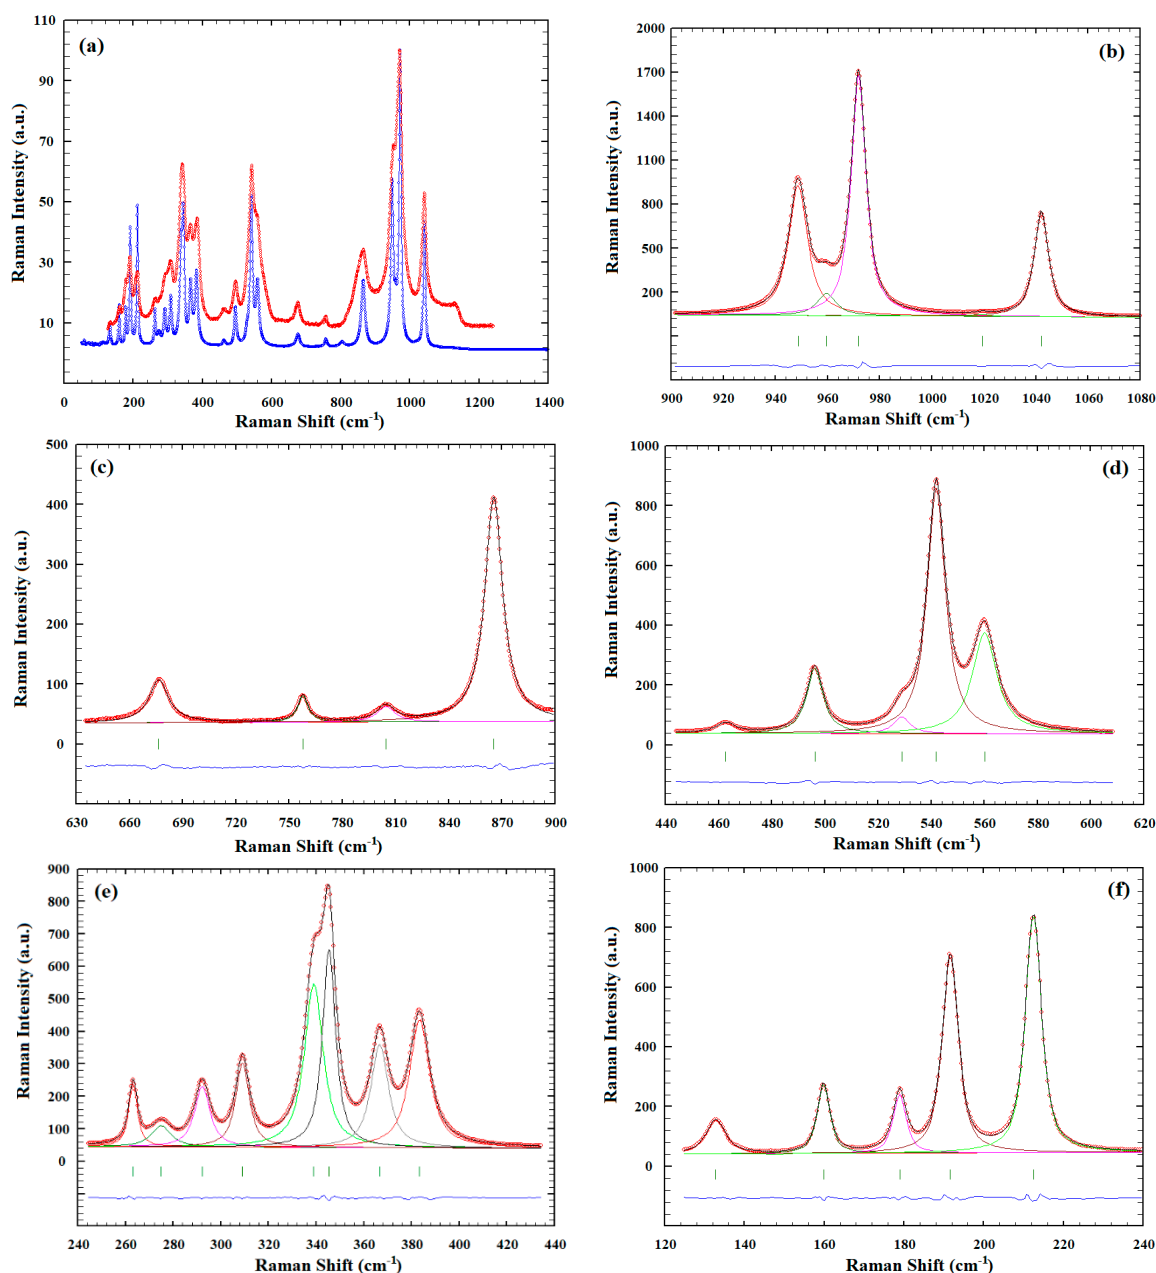 (a)
Raman Intensity (a.u.)
110
90
70
50
30
10
0 200 400 600 800 1000 1200 1400
Raman Shift (cm-1)
(b)
Raman Intensity (a.u.)
2000
1700
1400
1100
800
500
200
900 920 940 960 980 1000 1020 1040 1060 1080
Raman Shift (cm-1)
(c)
Raman Intensity (a.u.)
500
400
300
200
100
0
630 660 690 720 750 780 810 840 870 900
Raman Shift (cm-1)
(d)
Raman Intensity (a.u.)
1000
800
600
400
200
0
440 460 480 500 520 540 560 580 600 620
Raman Shift (cm-1)
(e)
Raman Intensity (a.u.)
900
800
700
600
500
400
300
200
100
0
240 260 280 300 320 340 360 380 400 420 440
Raman Shift (cm-1)
(f)
Raman Intensity (a.u.)
1000
800
600
400
200
0
120 140 160 180 200 220 240
Raman Shift (cm-1)